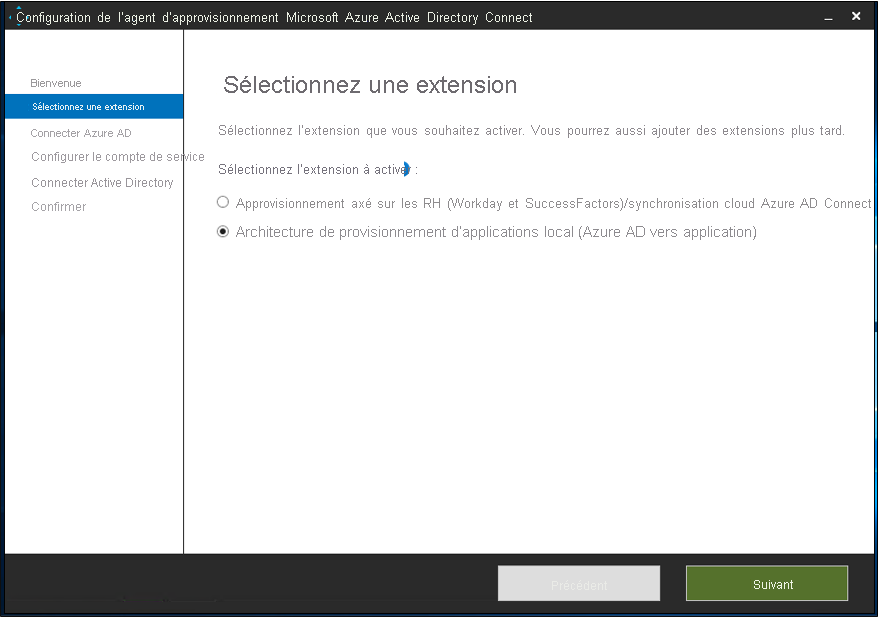 Configuration de l'agent d'approvisionnement Microsoft Azure Active Directory Connect
Bienvenue
Sélectionnez une extension
Connecter Azure AD
Configurer le compte de service
Connecter Active Directory
Confirmer
Sélectionnez une extension
Sélectionnez l'extension que vous souhaitez activer. Vous pourrez aussi ajouter des extensions plus tard.
Sélectionnez l'extension à activer :
Approvisionnement axé sur les RH (Workday et SuccessFactors)/synchronisation cloud Azure AD Connect
Architecture de provisionnement d'applications local (Azure AD vers application)
Précédent
Suivant